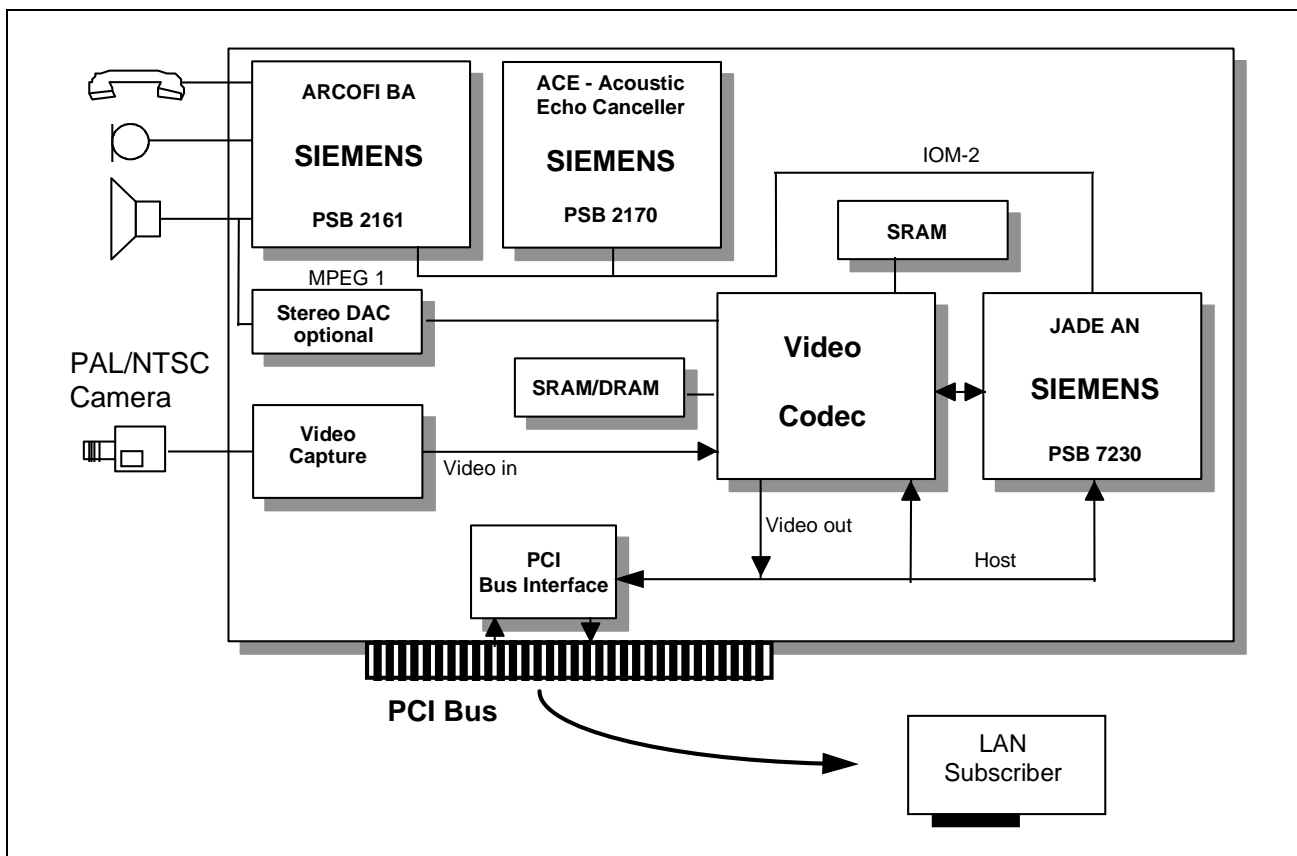 ARCOFI BA
SIEMENS
PSB 2161
ACE - Acoustic
Echo Canceller
SIEMENS
PSB 2170
IOM-2
SRAM
MPEG 1
Stereo DAC
optional
Video
Codec
JADE AN
SIEMENS
PSB 7230
PAL/NTSC
Camera
SRAM/DRAM
Video
Capture
Video in
Video out
PCI
Bus Interface
Host
PCI Bus
LAN
Subscriber